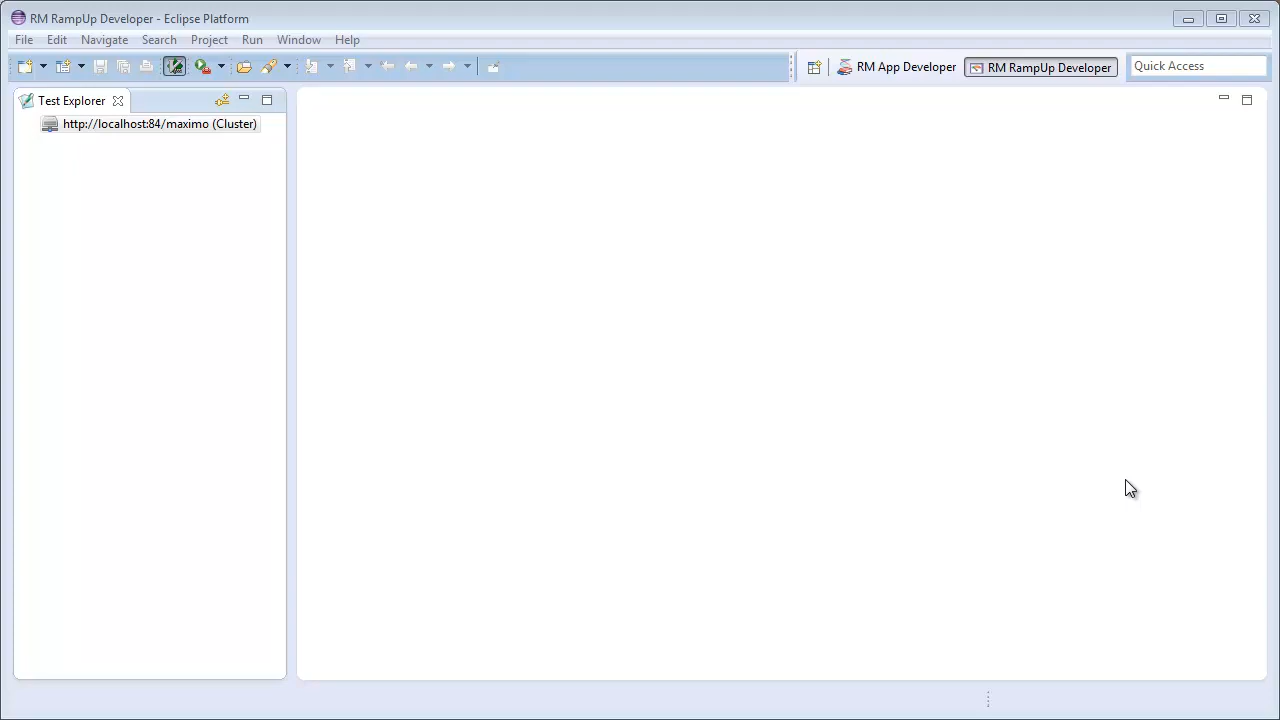 RM RampUp Developer - Eclipse Platform
File Edit Navigate Search Project Run Window Help
RM App Developer RM RampUp Developer Quick Access
Test Explorer
http://localhost:84/maximo (Cluster)